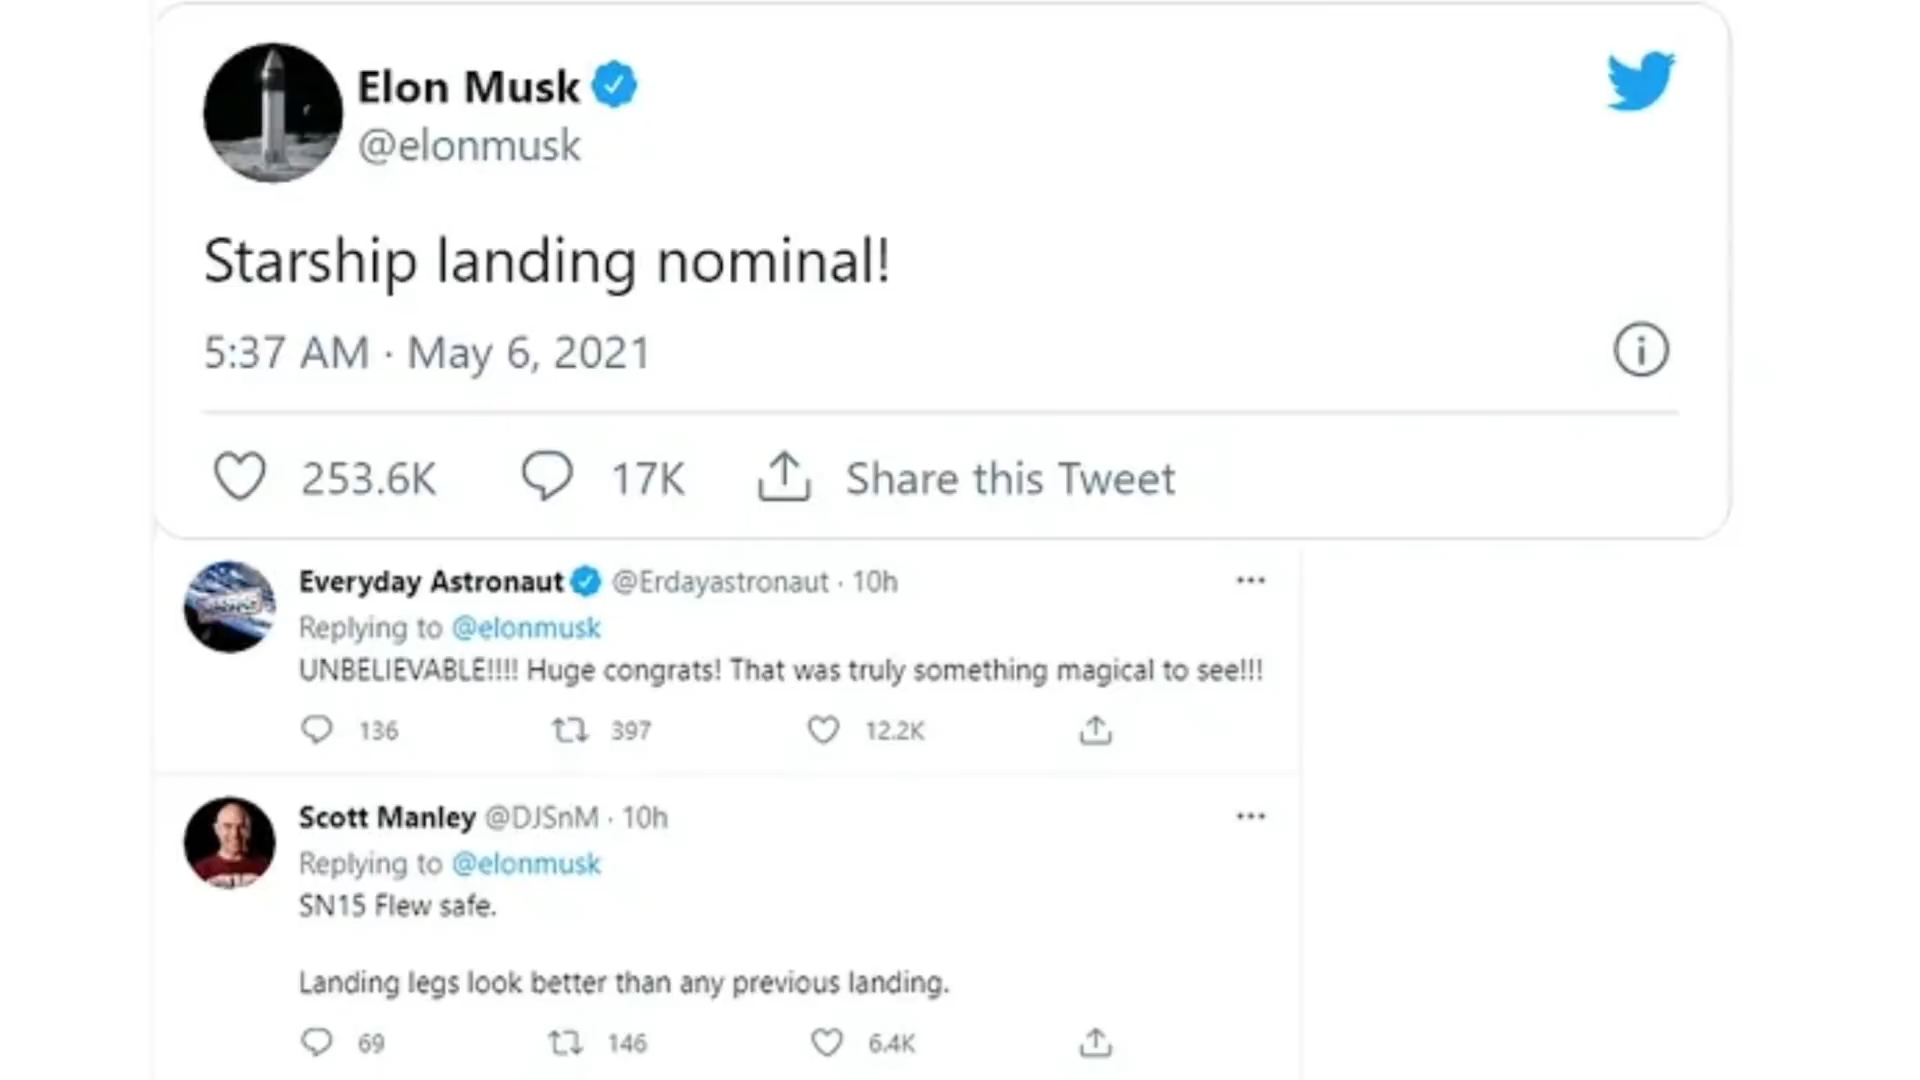 Elon Musk
@elonmusk
Starship landing nominal!
5:37 AM · May 6, 2021
253.6K 17K Share this Tweet
Everyday Astronaut @Erdayastronaut · 10h
Replying to @elonmusk
UNBELIEVABLE!!!! Huge congrats! That was truly something magical to see!!!
136 397 12.2K
Scott Manley @DJSnM · 10h
Replying to @elonmusk
SN15 Flew safe.
Landing legs look better than any previous landing.
69 146 6.4K